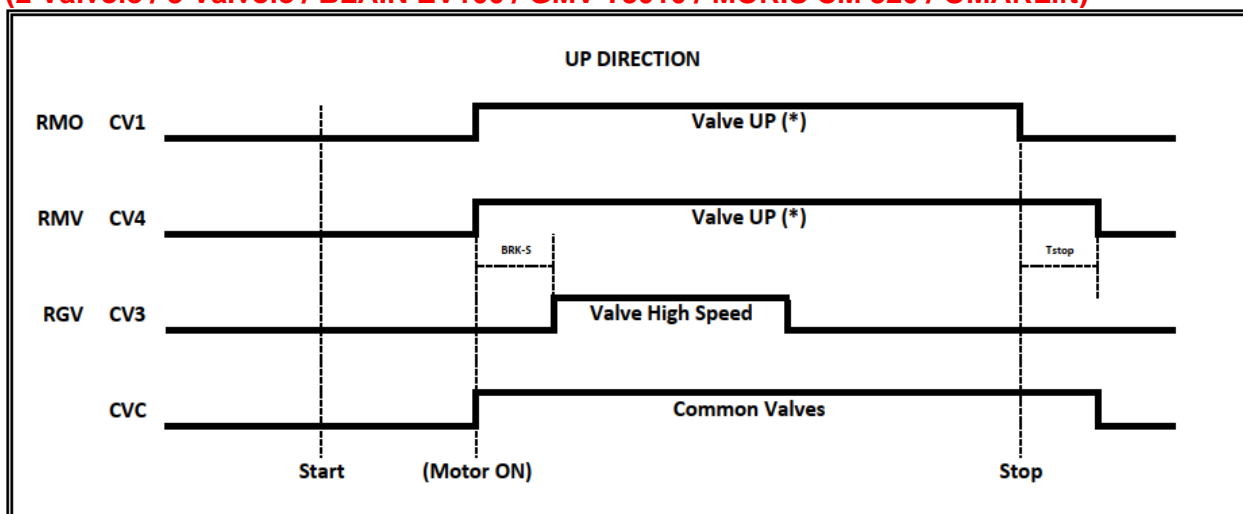 UP DIRECTION
RMO CV1
Valve UP (*)
RMV CV4
Valve UP (*)
BRK-S
Tstop
RGV CV3
Valve High Speed
CVC
Common Valves
Start
(Motor ON)
Stop